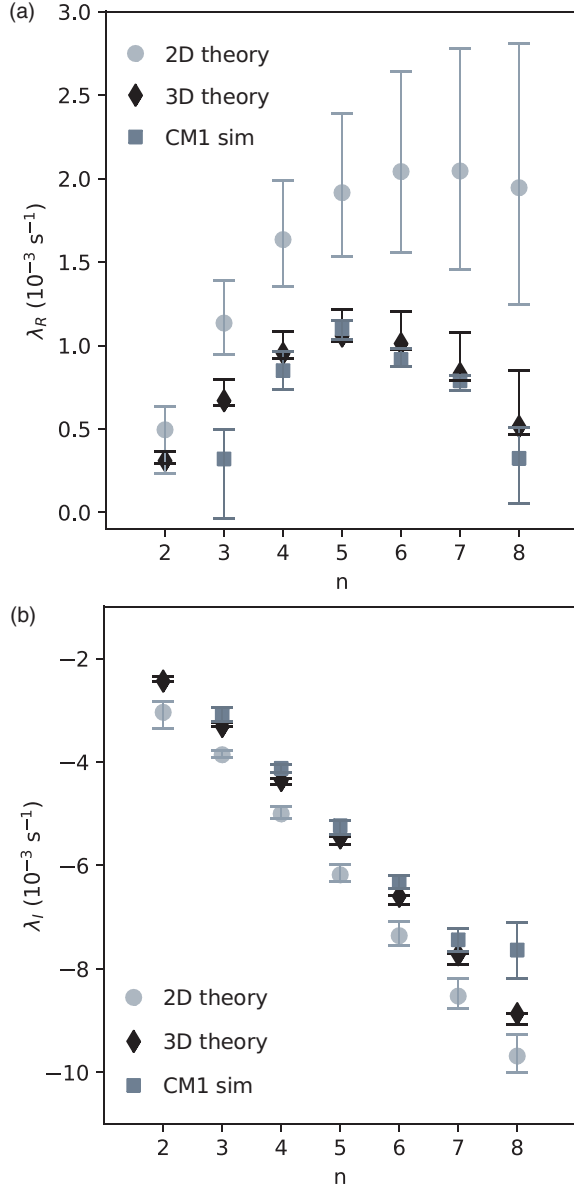 (a)
3.0
2.5
2.0
1.5
1.0
0.5
0.0
λ_R (10⁻³ s⁻¹)
2D theory
3D theory
CM1 sim
2 3 4 5 6 7 8
n
(b)
−2
−4
−6
−8
−10
λ_I (10⁻³ s⁻¹)
2D theory
3D theory
CM1 sim
2 3 4 5 6 7 8
n